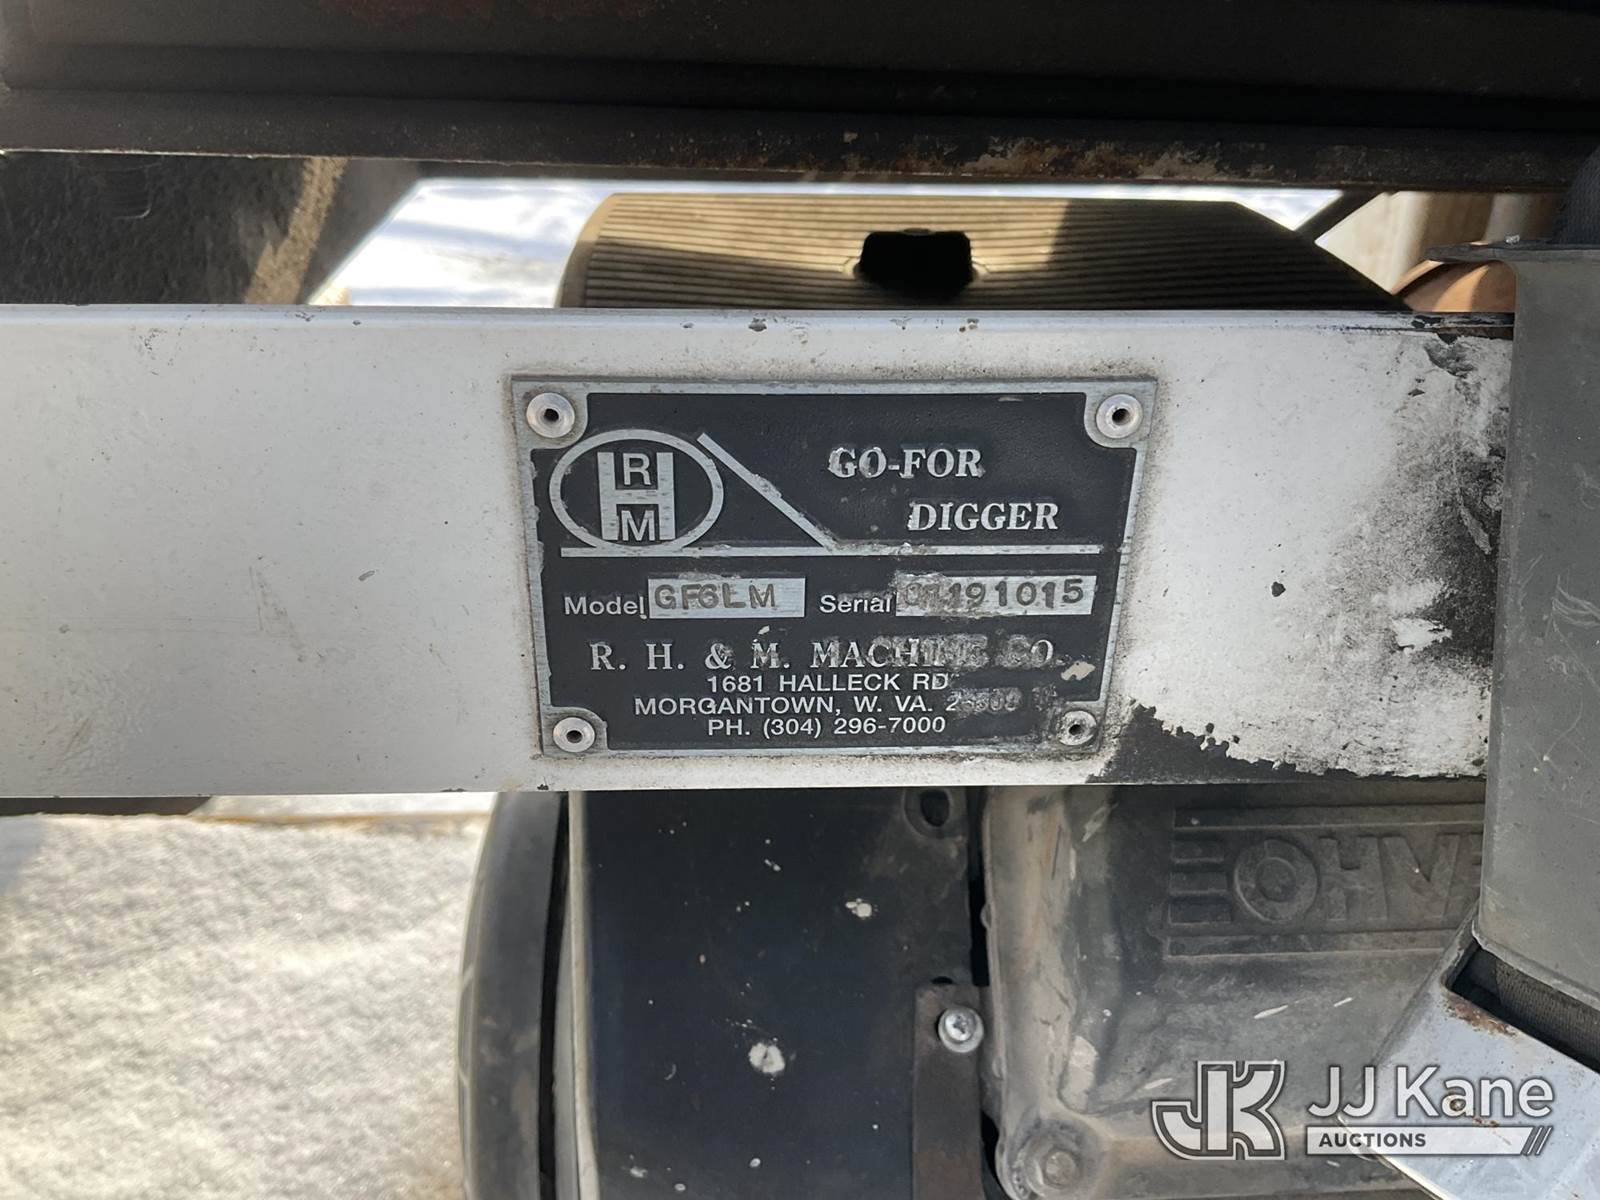 R
H
M
GO-FOR
DIGGER
Model GF6LM Serial
R. H. & M. MACHINE CO.
1681 HALLECK RD
MORGANTOWN, W. VA.
PH. (304) 296-7000
OHV
JK JJ Kane
AUCTIONS